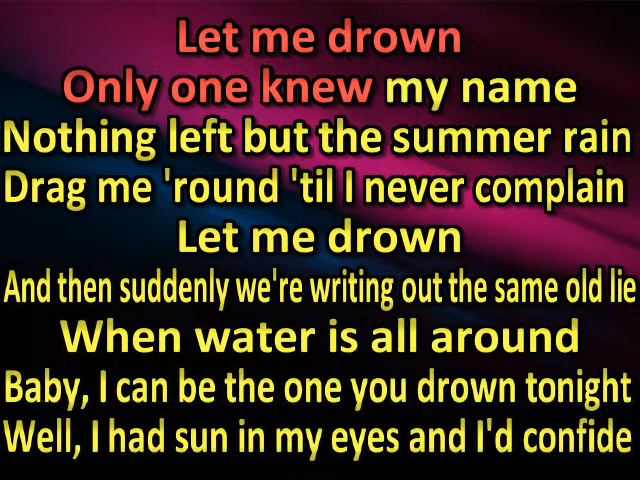 Let me drown
Only one knew my name
Nothing left but the summer rain
Drag me 'round 'til I never complain
Let me drown
And then suddenly we're writing out the same old lie
When water is all around
Baby, I can be the one you drown tonight
Well, I had sun in my eyes and I'd confide